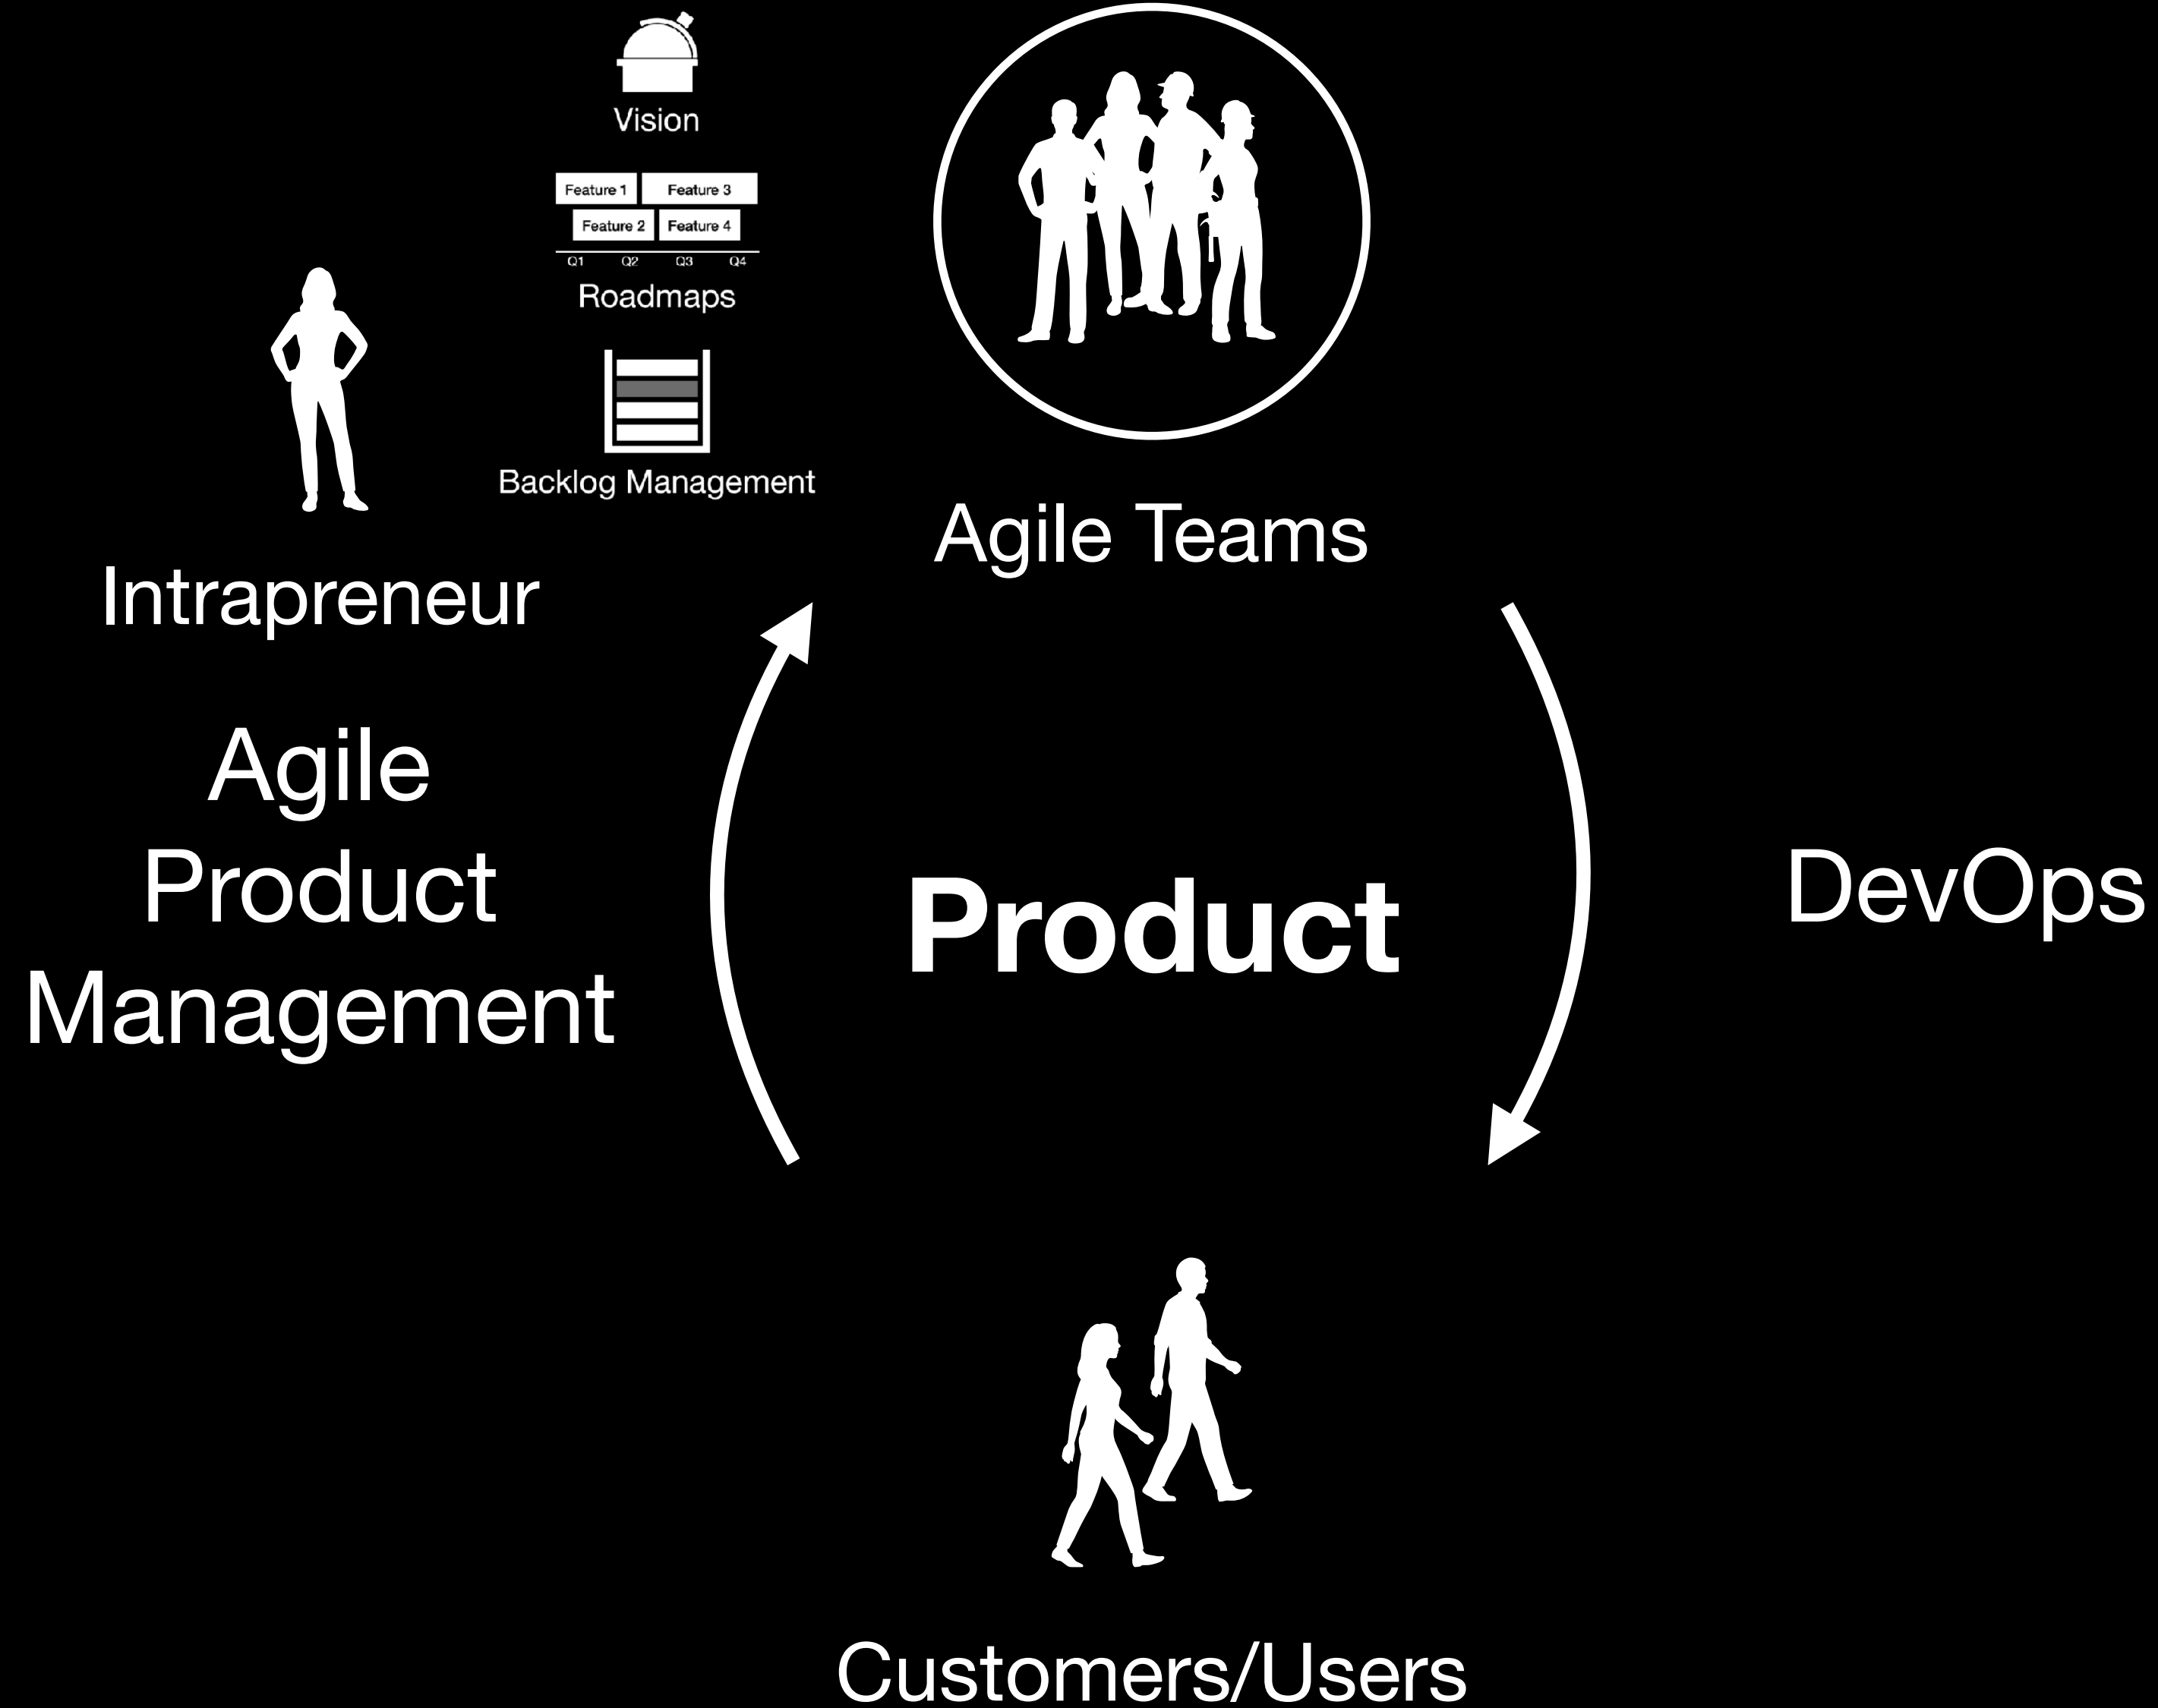 Vision
Feature 1 Feature 3
Feature 2 Feature 4
Q1 Q2 Q3 Q4
Roadmaps
Backlog Management
Agile Teams
Intrapreneur
Agile
Product
Management
Product
DevOps
Customers/Users